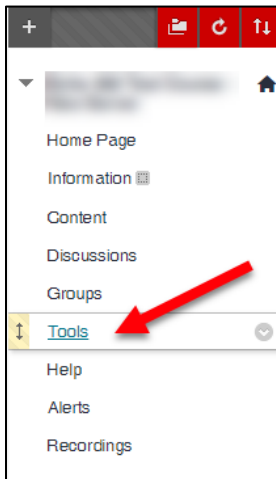 Home Page
Information
Content
Discussions
Groups
Tools
Help
Alerts
Recordings